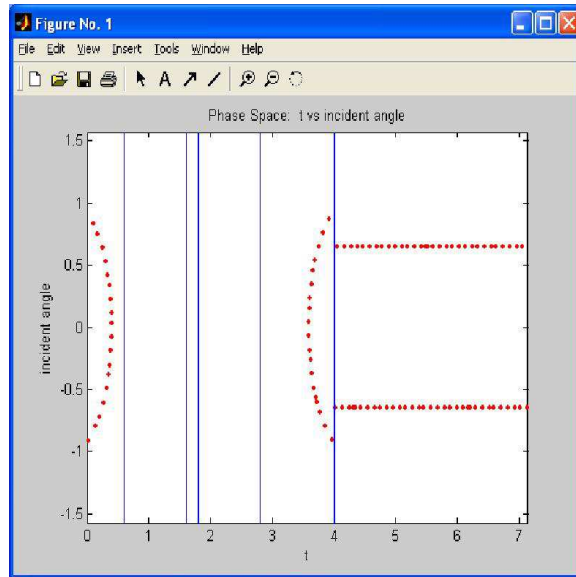 Figure No. 1
File Edit View Insert Tools Window Help
A
Phase Space: t vs incident angle
1.5
1
0.5
0
-0.5
-1
-1.5
incident angle
0 1 2 3 4 5 6 7
t